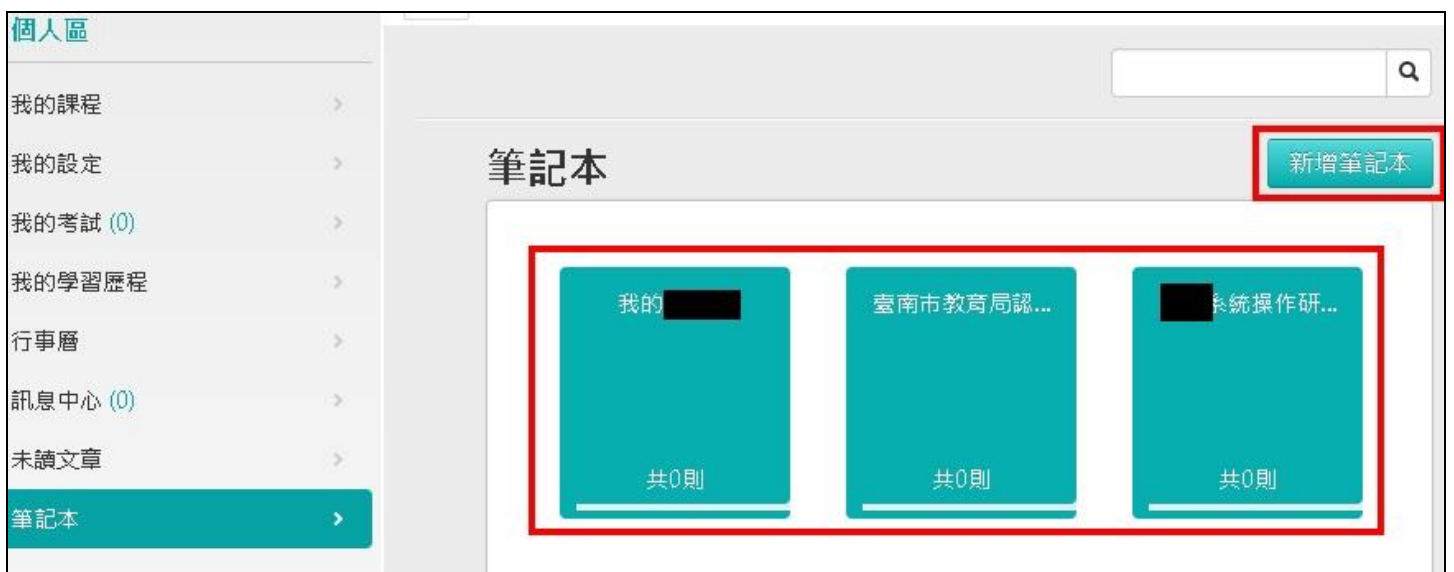 個人區
我的課程
我的設定
我的考試 (0)
我的學習歷程
行事曆
訊息中心 (0)
未讀文章
筆記本
筆記本
新增筆記本
我的
臺南市教育局認...
系統操作研...
共0則
共0則
共0則